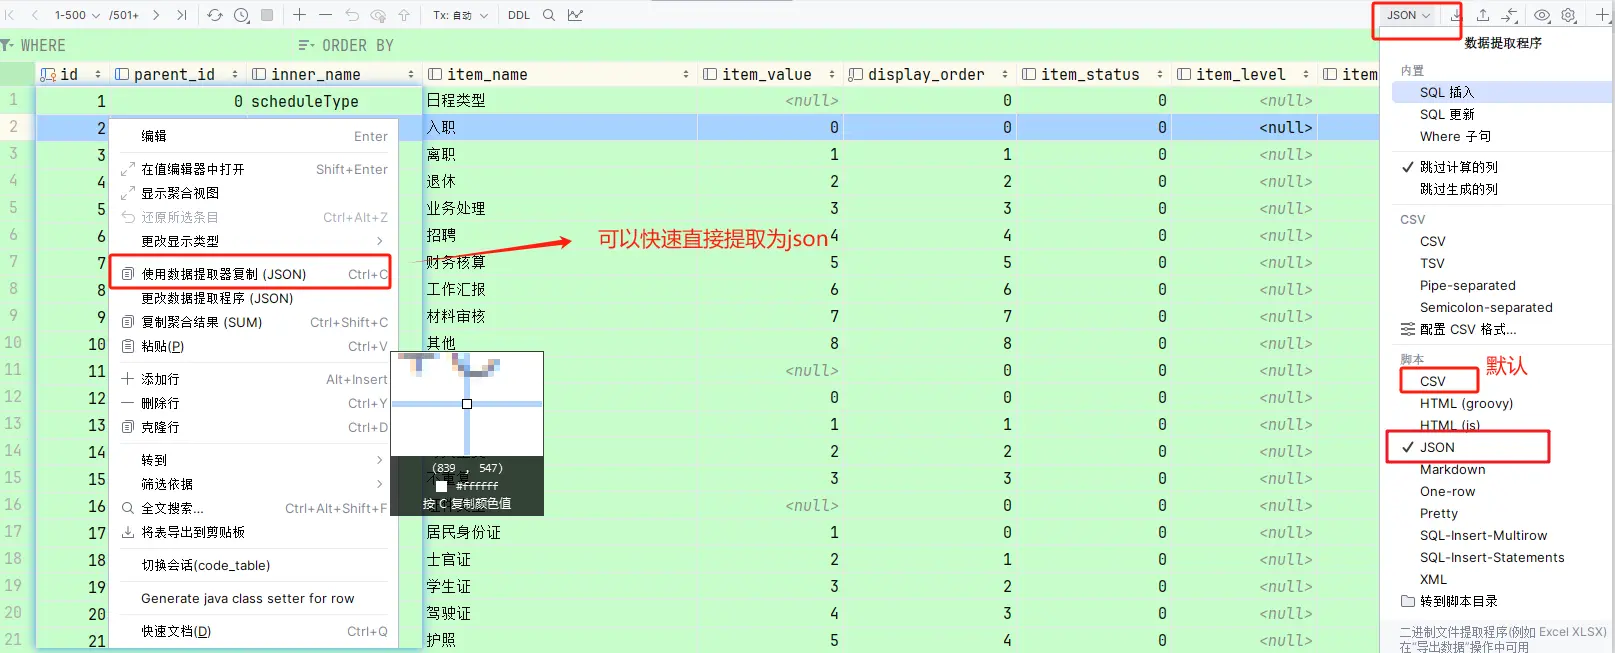 1-500 /501+ Tx: 自动 DDL JSON
WHERE ORDER BY
数据提取程序
id parent_id inner_name item_name item_value display_order item_status item_level item
1 1 0 scheduleType 日程类型 <null> 0 0 <null>
2 2 入职 0 0 0 <null>
3 3 离职 1 1 0 <null>
4 4 退休 2 2 0 <null>
5 5 业务处理 3 3 0 <null>
6 6 招聘 4 4 0 <null>
7 7 财务核算 5 5 0 <null>
8 8 工作汇报 6 6 0 <null>
9 9 材料审核 7 7 0 <null>
10 10 其他 8 8 0 <null>
11 11 <null> 0 0 <null>
12 12 0 0 0 <null>
13 13 1 1 0 <null>
14 14 2 2 0 <null>
15 15 3 3 0 <null>
16 16 <null> 0 0 <null>
17 17 居民身份证 1 0 0 <null>
18 18 士官证 2 1 0 <null>
19 19 学生证 3 2 0 <null>
20 20 驾驶证 4 3 0 <null>
21 21 护照 5 4 0 <null>
编辑 Enter
在值编辑器中打开 Shift+Enter
显示聚合视图
还原所选条目 Ctrl+Alt+Z
更改显示类型
使用数据提取器复制 (JSON) Ctrl+C
更改数据提取程序 (JSON)
复制聚合结果 (SUM) Ctrl+Shift+C
粘贴(P) Ctrl+V
添加行 Alt+Insert
删除行 Ctrl+Y
克隆行 Ctrl+D
转到
筛选依据
全文搜索... Ctrl+Alt+Shift+F
将表导出到剪贴板
切换会话(code_table)
Generate java class setter for row
快速文档(D) Ctrl+Q
可以快速直接提取为json
(839 , 547)
#ffffff
按 C 复制颜色值
内置
SQL 插入
SQL 更新
Where 子句
跳过计算的列
跳过生成的列
CSV
CSV
TSV
Pipe-separated
Semicolon-separated
配置 CSV 格式...
脚本
CSV
默认
HTML (groovy)
HTML (js)
JSON
Markdown
One-row
Pretty
SQL-Insert-Multirow
SQL-Insert-Statements
XML
转到脚本目录
二进制文件提取程序(例如 Excel XLSX)
在"导出数据"操作中可用